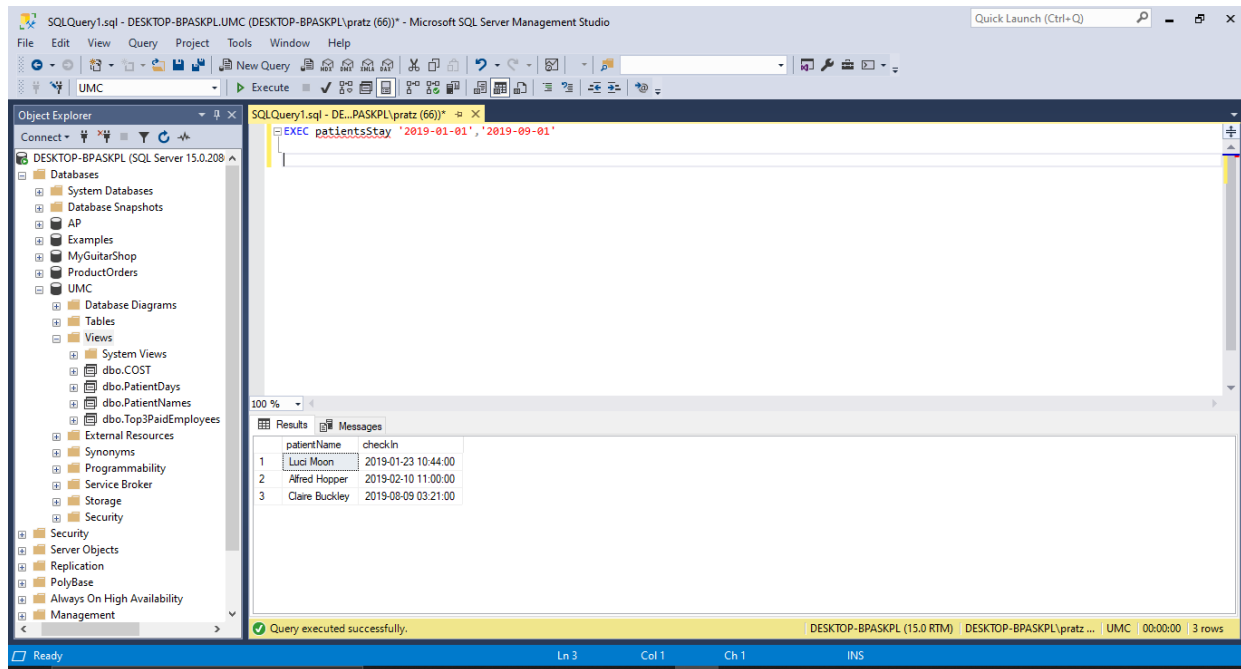 SQLQuery1.sql - DESKTOP-BPASKPL.UMC (DESKTOP-BPASKPL\pratz (66))* - Microsoft SQL Server Management Studio
Quick Launch (Ctrl+Q)
File Edit View Query Project Tools Window Help
New Query
UMC
Execute
Object Explorer
Connect
DESKTOP-BPASKPL (SQL Server 15.0.208
Databases
System Databases
Database Snapshots
AP
Examples
MyGuitarShop
ProductOrders
UMC
Database Diagrams
Tables
Views
System Views
dbo.COST
dbo.PatientDays
dbo.PatientNames
dbo.Top3PaidEmployees
External Resources
Synonyms
Programmability
Service Broker
Storage
Security
Security
Server Objects
Replication
PolyBase
Always On High Availability
Management
SQLQuery1.sql - DE...PASKPL\pratz (66))*
EXEC patientsStay '2019-01-01','2019-09-01'
100 %
Results Messages
patientName checkIn
1 Luci Moon 2019-01-23 10:44:00
2 Alfred Hopper 2019-02-10 11:00:00
3 Claire Buckley 2019-08-09 03:21:00
Query executed successfully.
DESKTOP-BPASKPL (15.0 RTM) DESKTOP-BPASKPL\pratz ... UMC 00:00:00 3 rows
Ready Ln 3 Col 1 Ch 1 INS